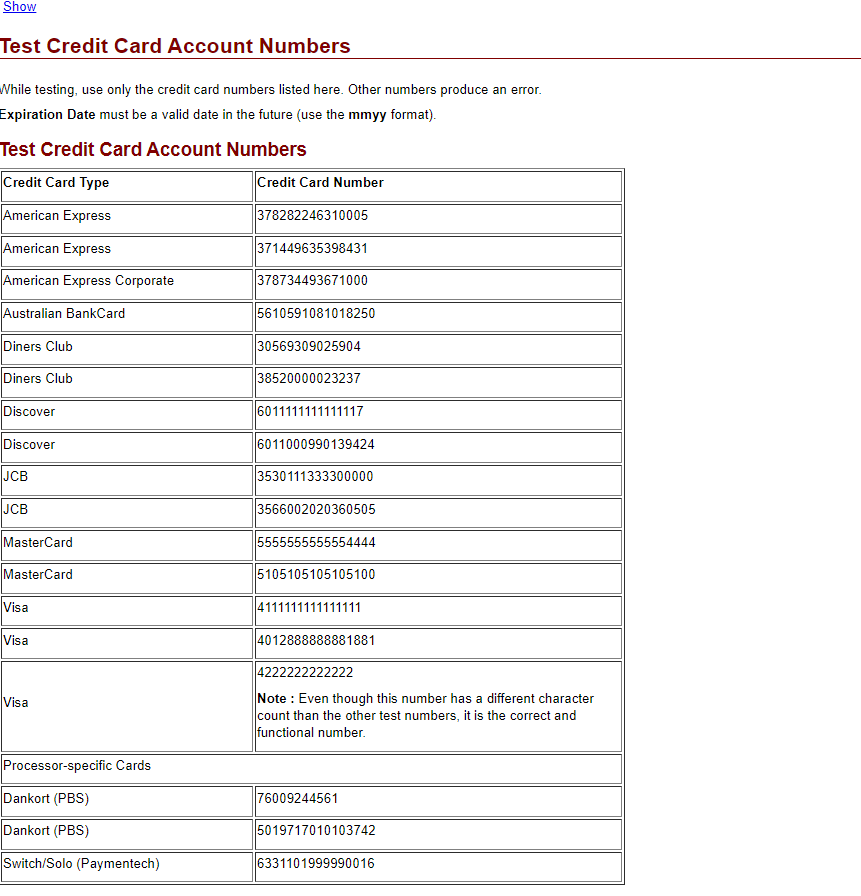 Show
Test Credit Card Account Numbers
While testing, use only the credit card numbers listed here. Other numbers produce an error.
Expiration Date must be a valid date in the future (use the mmyy format).
Test Credit Card Account Numbers
Credit Card Type Credit Card Number
American Express 378282246310005
American Express 371449635398431
American Express Corporate 378734493671000
Australian BankCard 5610591081018250
Diners Club 30569309025904
Diners Club 38520000023237
Discover 6011111111111117
Discover 6011000990139424
JCB 3530111333300000
JCB 3566002020360505
MasterCard 5555555555554444
MasterCard 5105105105105100
Visa 4111111111111111
Visa 4012888888881881
Visa 4222222222222
Note : Even though this number has a different character
count than the other test numbers, it is the correct and
functional number.
Processor-specific Cards
Dankort (PBS) 76009244561
Dankort (PBS) 5019717010103742
Switch/Solo (Paymentech) 6331101999990016